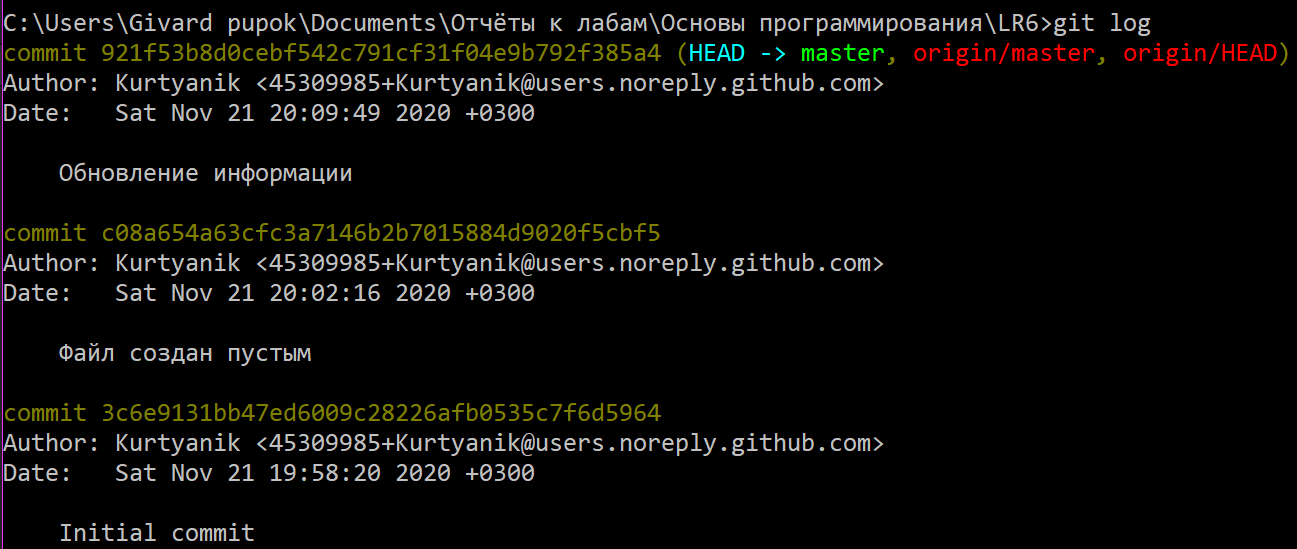 C:\Users\Givard pupok\Documents\Отчёты к лабам\Основы программирования\LR6>git log
commit 921f53b8d0cebf542c791cf31f04e9b792f385a4 (HEAD -> master, origin/master, origin/HEAD)
Author: Kurtyanik <45309985+Kurtyanik@users.noreply.github.com>
Date:   Sat Nov 21 20:09:49 2020 +0300
Обновление информации
commit c08a654a63cfc3a7146b2b7015884d9020f5cbf5
Author: Kurtyanik <45309985+Kurtyanik@users.noreply.github.com>
Date:   Sat Nov 21 20:02:16 2020 +0300
Файл создан пустым
commit 3c6e9131bb47ed6009c28226afb0535c7f6d5964
Author: Kurtyanik <45309985+Kurtyanik@users.noreply.github.com>
Date:   Sat Nov 21 19:58:20 2020 +0300
Initial commit